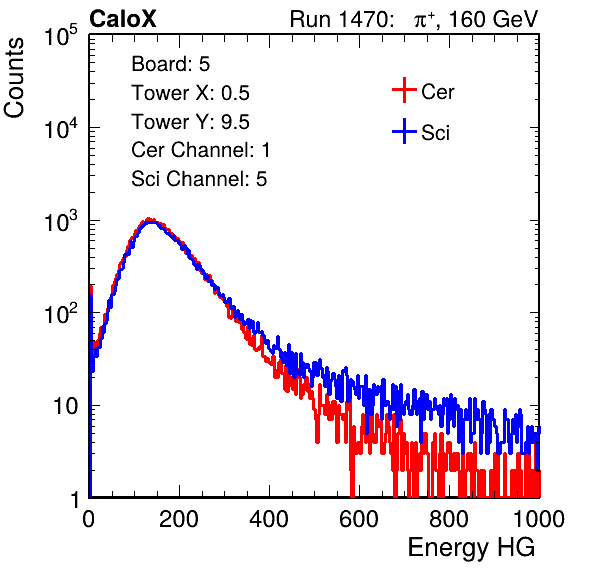 CaloX Run 1470: π⁺, 160 GeV
Counts
10⁵
10⁴
10³
10²
10
1
Board: 5
Tower X: 0.5
Tower Y: 9.5
Cer Channel: 1
Sci Channel: 5
Cer
Sci
0 200 400 600 800 1000
Energy HG